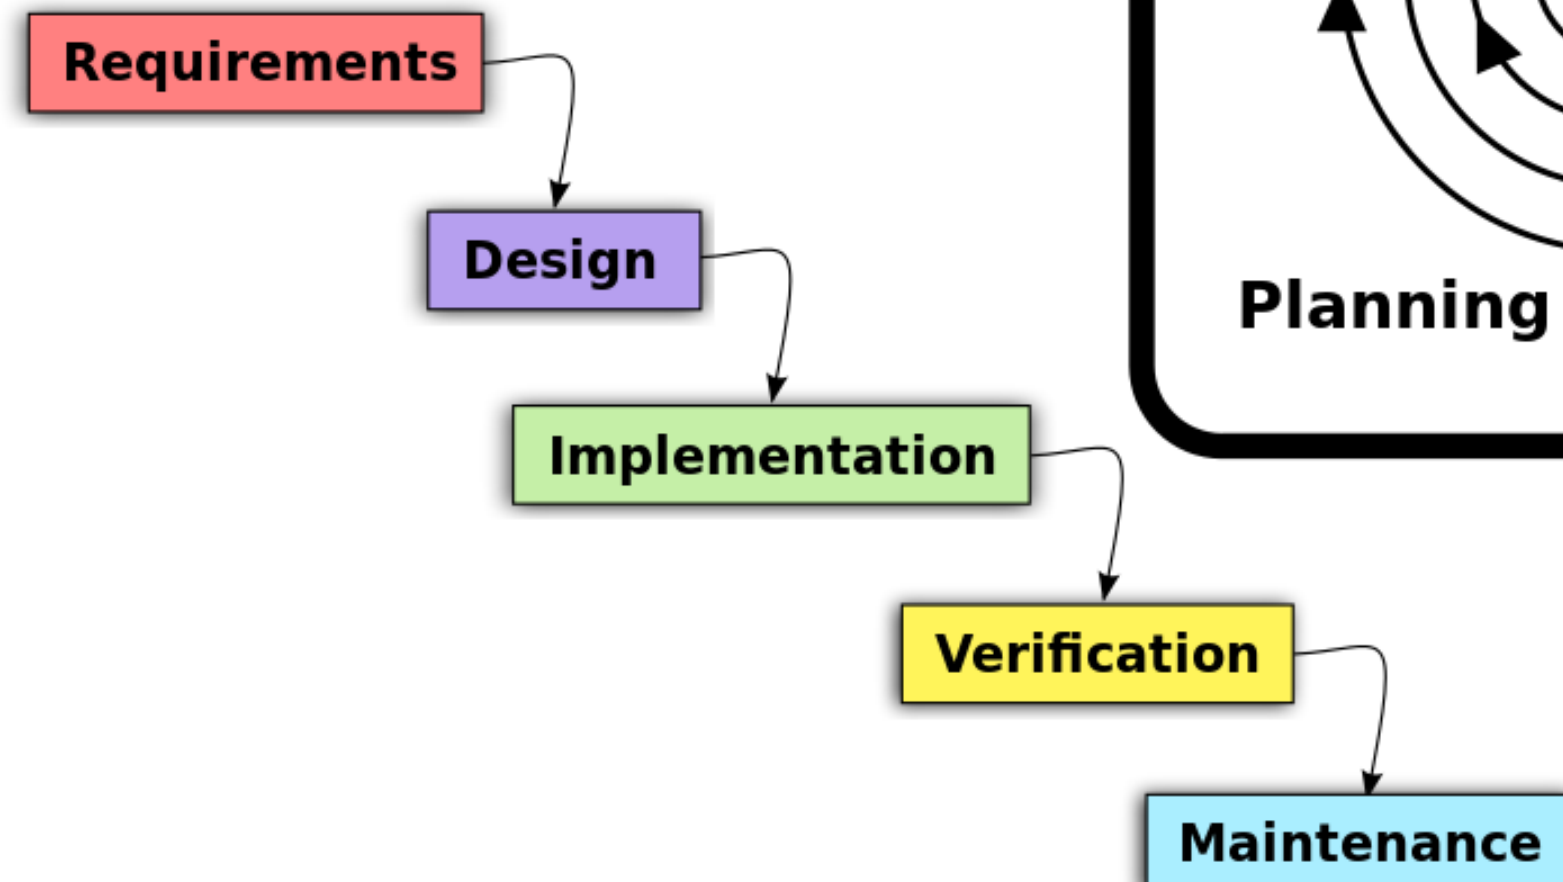 Requirements
Design
Planning
Implementation
Verification
Maintenance